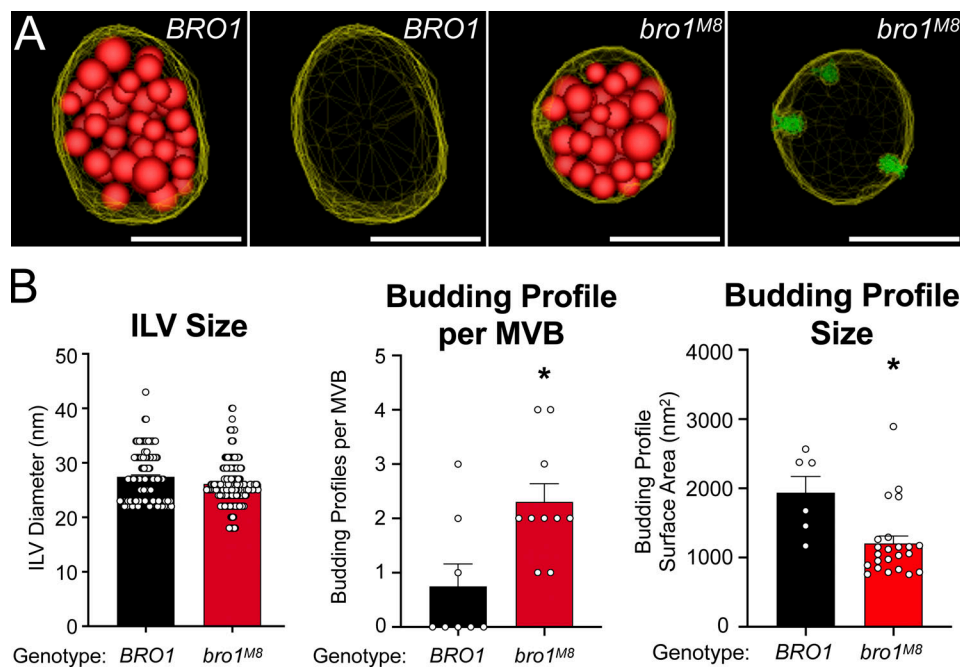 A
BRO1
BRO1
bro1M8
bro1M8
B
ILV Size
ILV Diameter (nm)
50
40
30
20
10
0
Genotype: BRO1 bro1M8
Budding Profile
per MVB
Budding Profiles per MVB
5
4
3
2
1
0
*
Genotype: BRO1 bro1M8
Budding Profile
Size
Budding Profile
Surface Area (nm2)
4000
3000
2000
1000
0
*
Genotype: BRO1 bro1M8